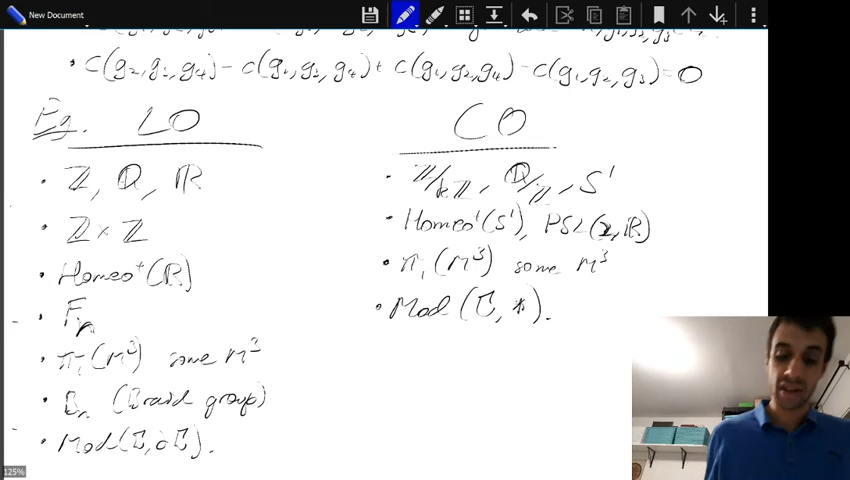 New Document
• c(g₂,g₃,g₄) - c(g₁,g₃,g₄) + c(g₁,g₂,g₄) - c(g₁,g₂,g₃) = 0
Eg. LO
• ℤ, ℚ, ℝ
• ℤ × ℤ
• Homeo⁺(ℝ)
• Fₙ
• π₁(M³) some M³
• Bₙ (Braid group)
• Mod(Σ, ∂Σ).
CO
• ℤ/kℤ, ℚ/ℤ, S¹
• Homeo⁺(S¹), PSL(2,ℝ)
• π₁(M³) some M³
• Mod(Σ, *).
125%